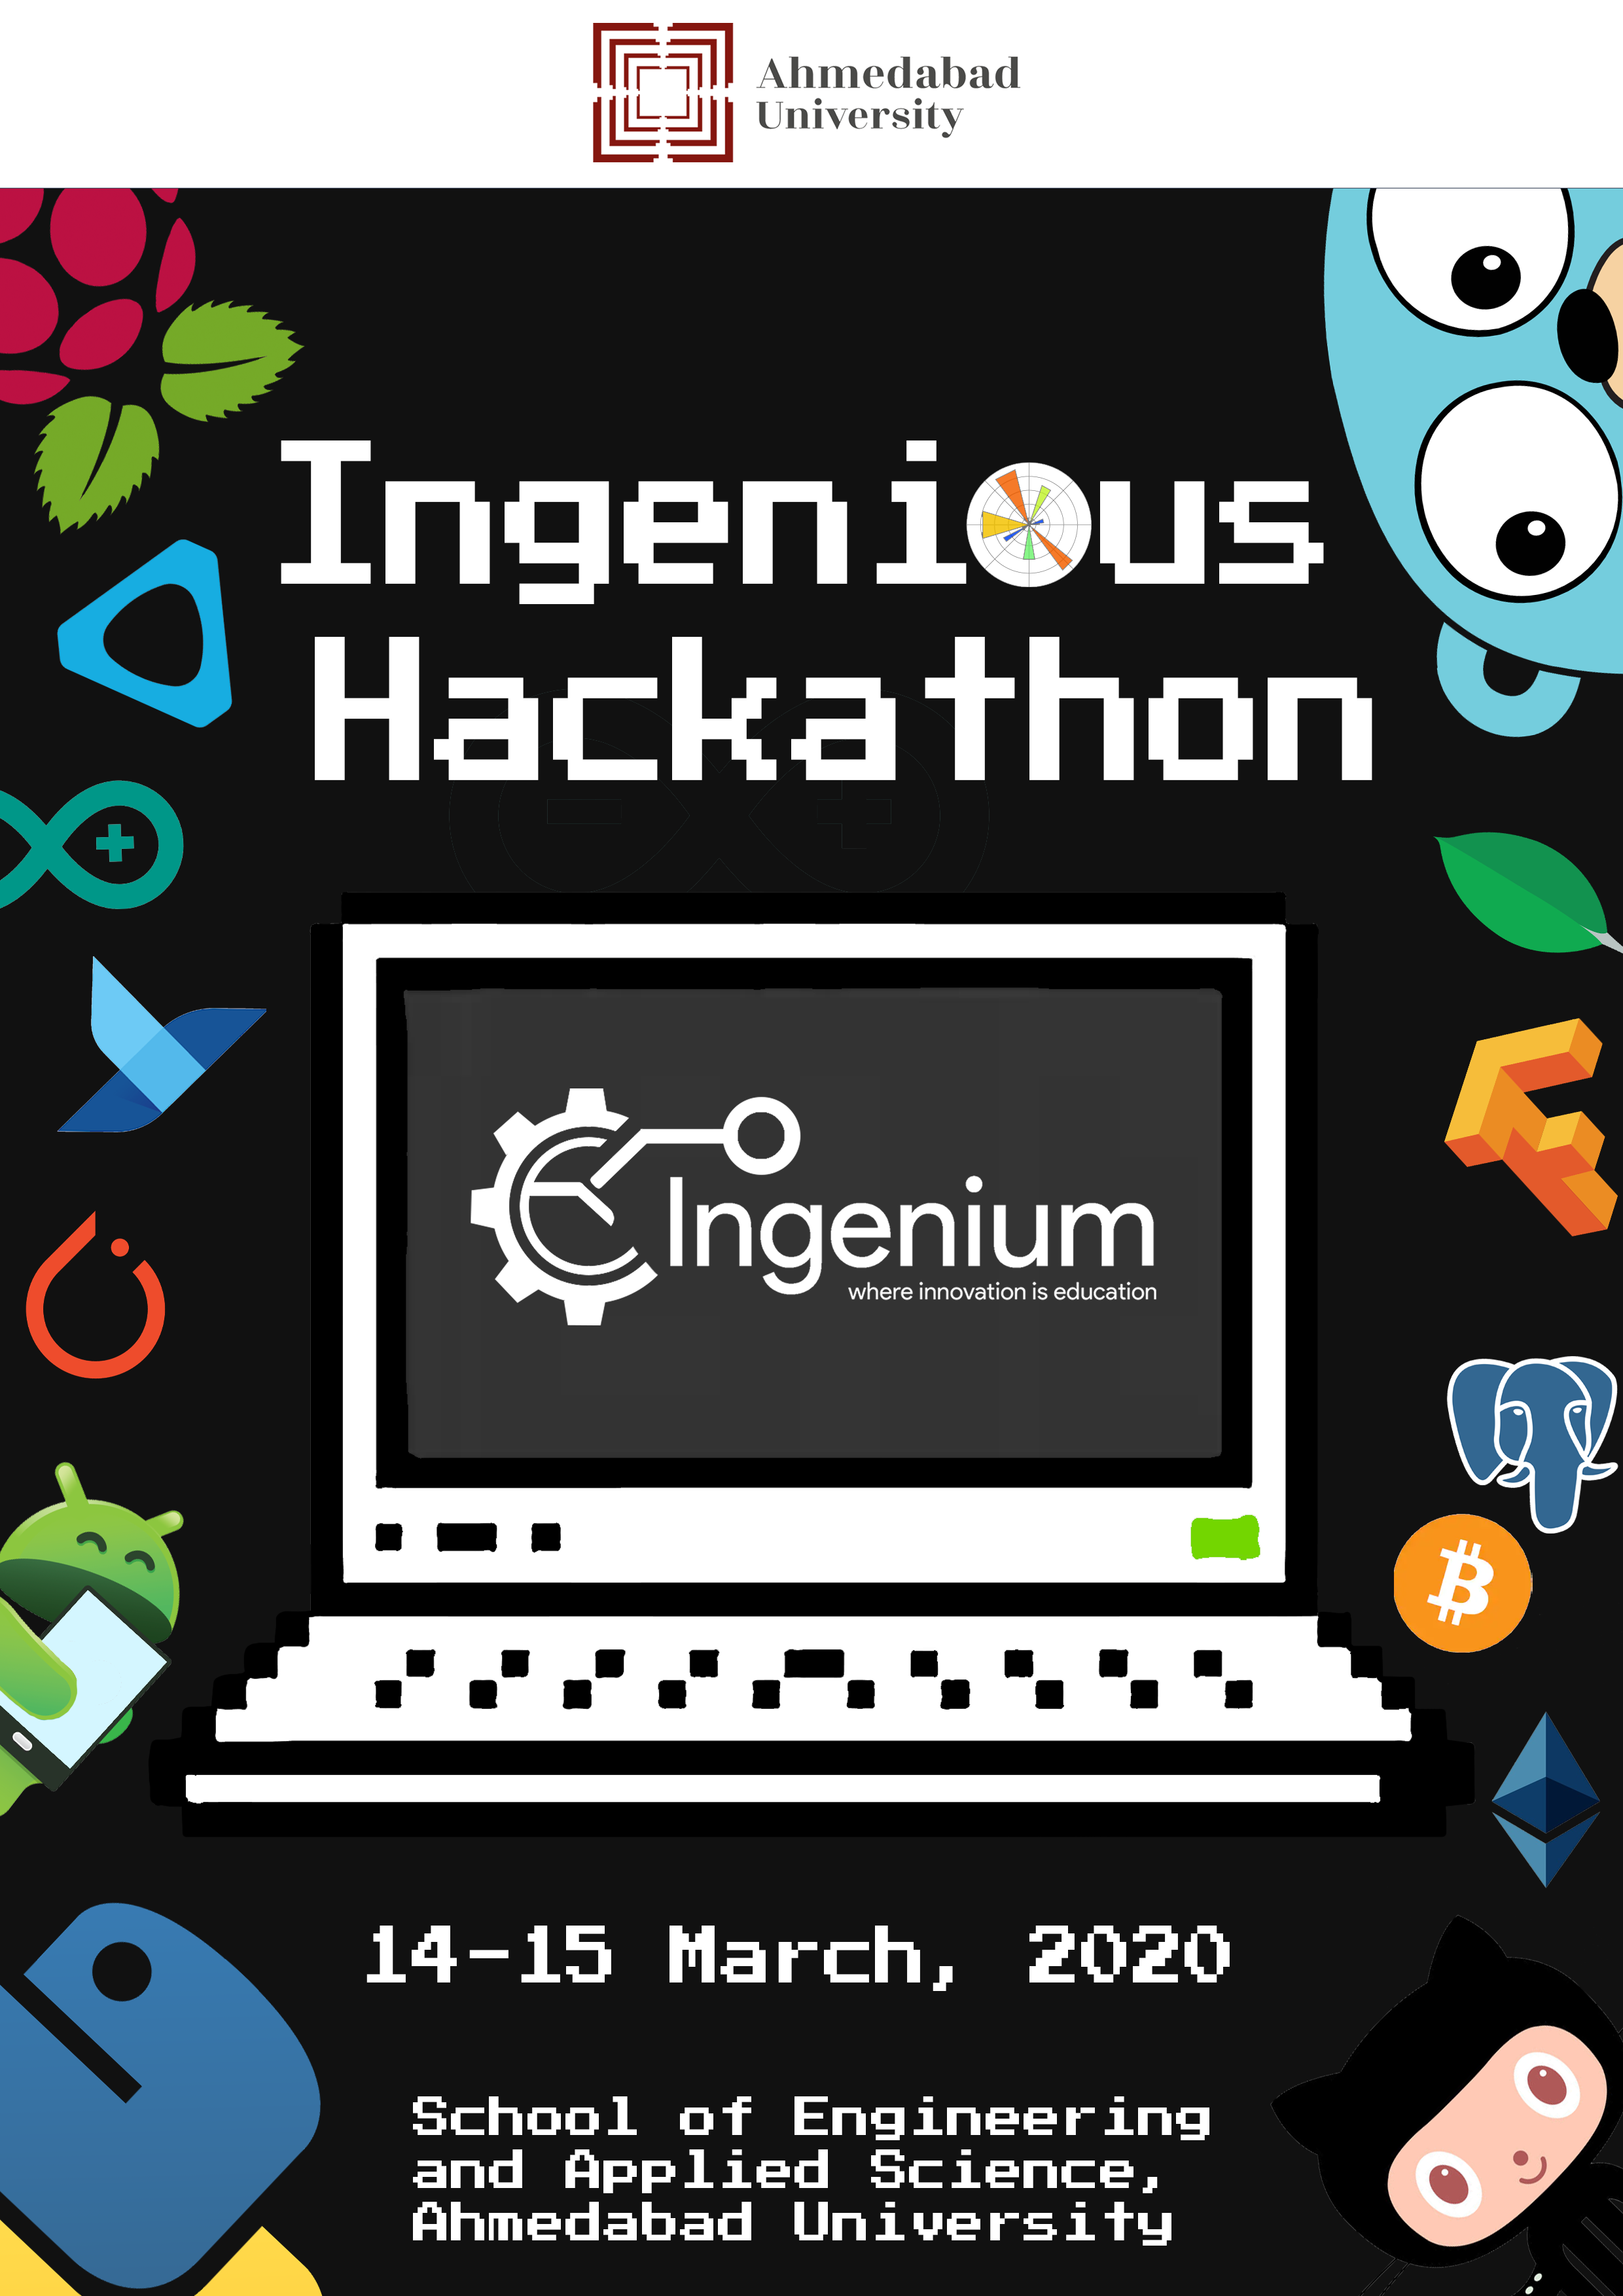 Ahmedabad
University
Ingenious
Hackathon
Ingenium
where innovation is education
14-15 March, 2020
School of Engineering
and Applied Science,
Ahmedabad University